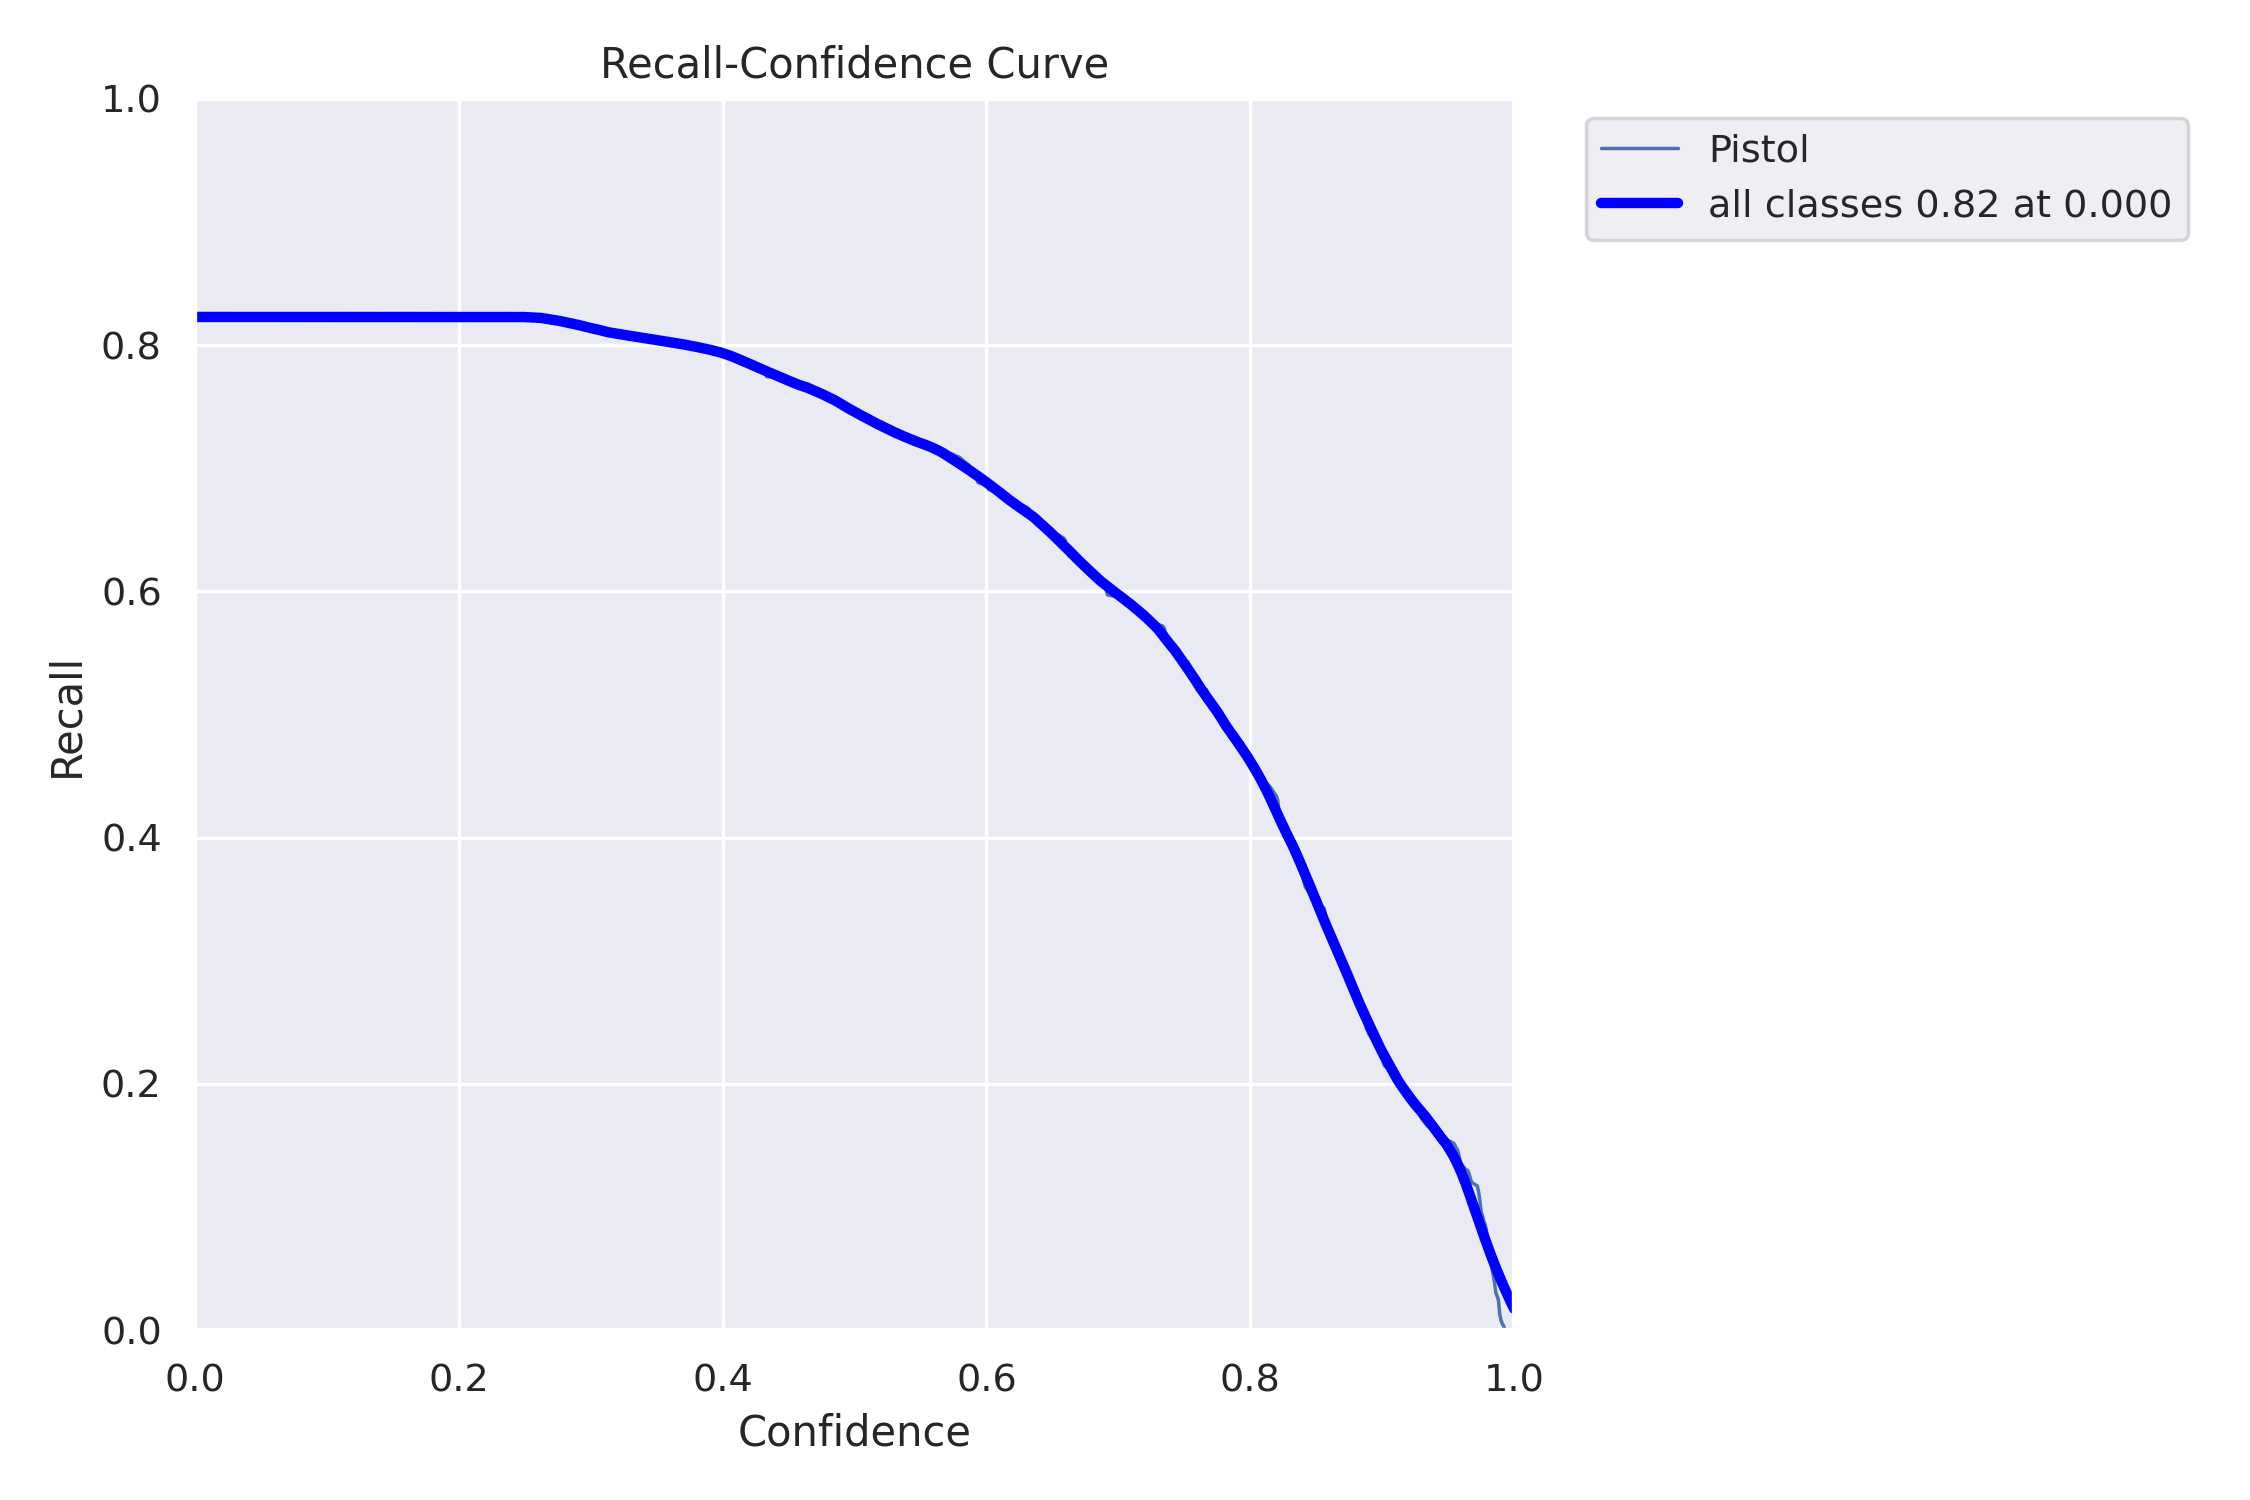 Recall-Confidence Curve
1.0
0.8
0.6
0.4
0.2
0.0
Recall
0.0 0.2 0.4 0.6 0.8 1.0
Confidence
Pistol
all classes 0.82 at 0.000